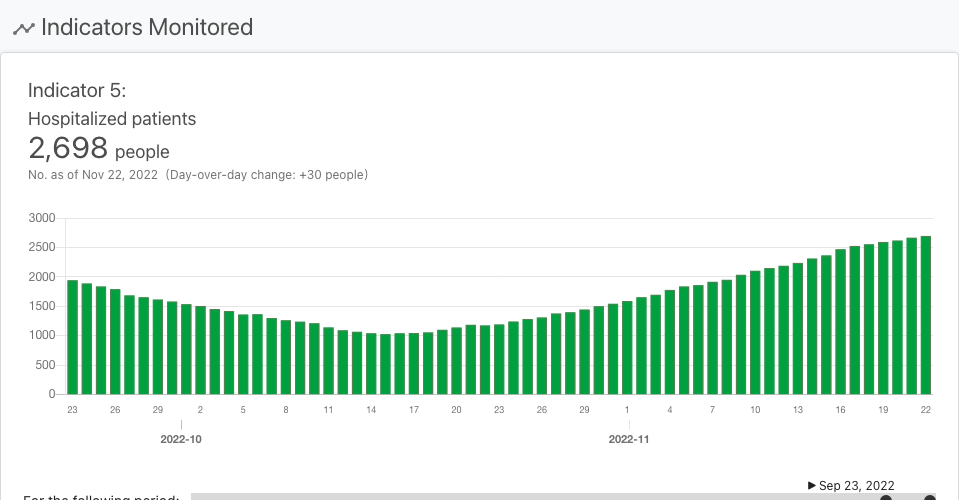 Indicators Monitored
Indicator 5:
Hospitalized patients
2,698 people
No. as of Nov 22, 2022 (Day-over-day change: +30 people)
3000
2500
2000
1500
1000
500
0
23 26 29 2 5 8 11 14 17 20 23 26 29 1 4 7 10 13 16 19 22
2022-10 2022-11
▶ Sep 23, 2022
For the following period: